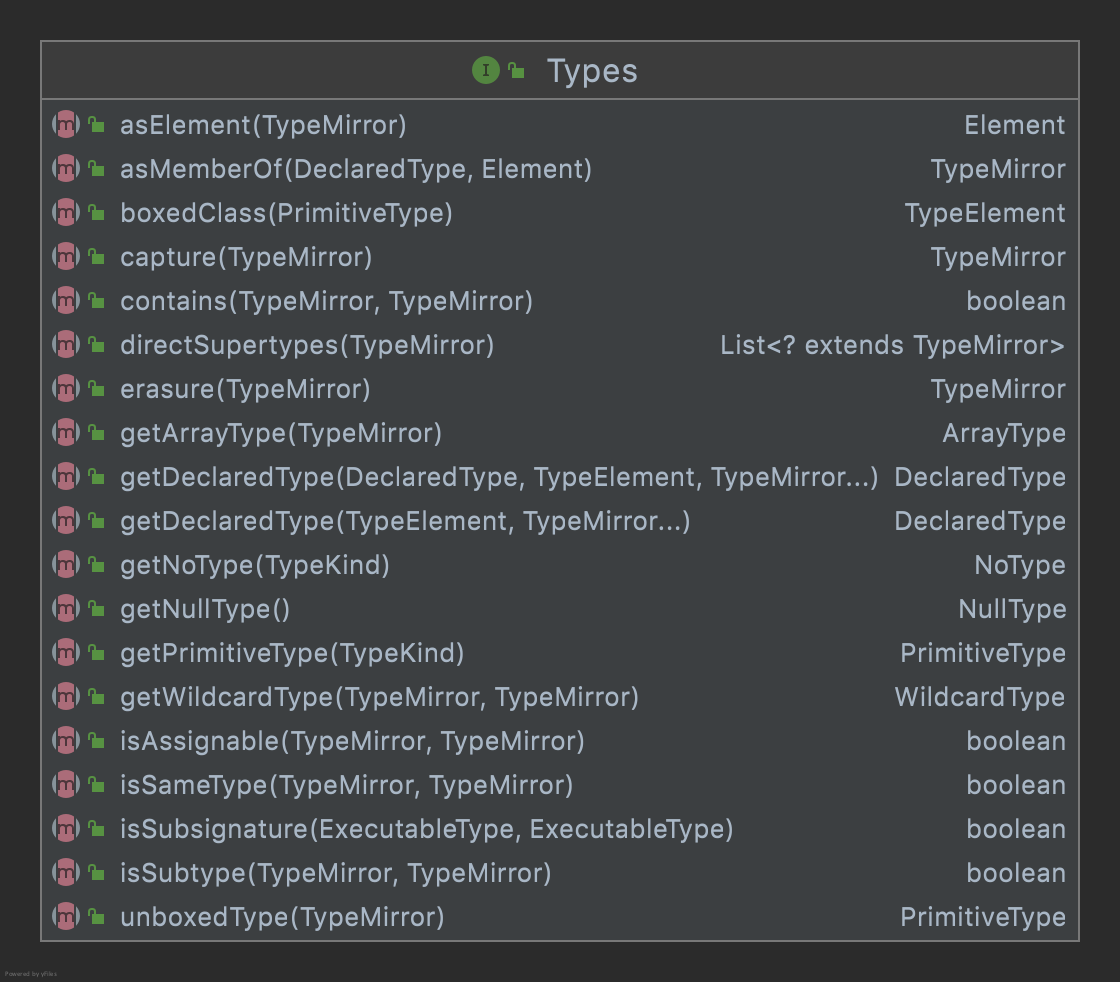 I Types
m asElement(TypeMirror) Element
m asMemberOf(DeclaredType, Element) TypeMirror
m boxedClass(PrimitiveType) TypeElement
m capture(TypeMirror) TypeMirror
m contains(TypeMirror, TypeMirror) boolean
m directSupertypes(TypeMirror) List<? extends TypeMirror>
m erasure(TypeMirror) TypeMirror
m getArrayType(TypeMirror) ArrayType
m getDeclaredType(DeclaredType, TypeElement, TypeMirror...) DeclaredType
m getDeclaredType(TypeElement, TypeMirror...) DeclaredType
m getNoType(TypeKind) NoType
m getNullType() NullType
m getPrimitiveType(TypeKind) PrimitiveType
m getWildcardType(TypeMirror, TypeMirror) WildcardType
m isAssignable(TypeMirror, TypeMirror) boolean
m isSameType(TypeMirror, TypeMirror) boolean
m isSubsignature(ExecutableType, ExecutableType) boolean
m isSubtype(TypeMirror, TypeMirror) boolean
m unboxedType(TypeMirror) PrimitiveType
Powered by yFiles